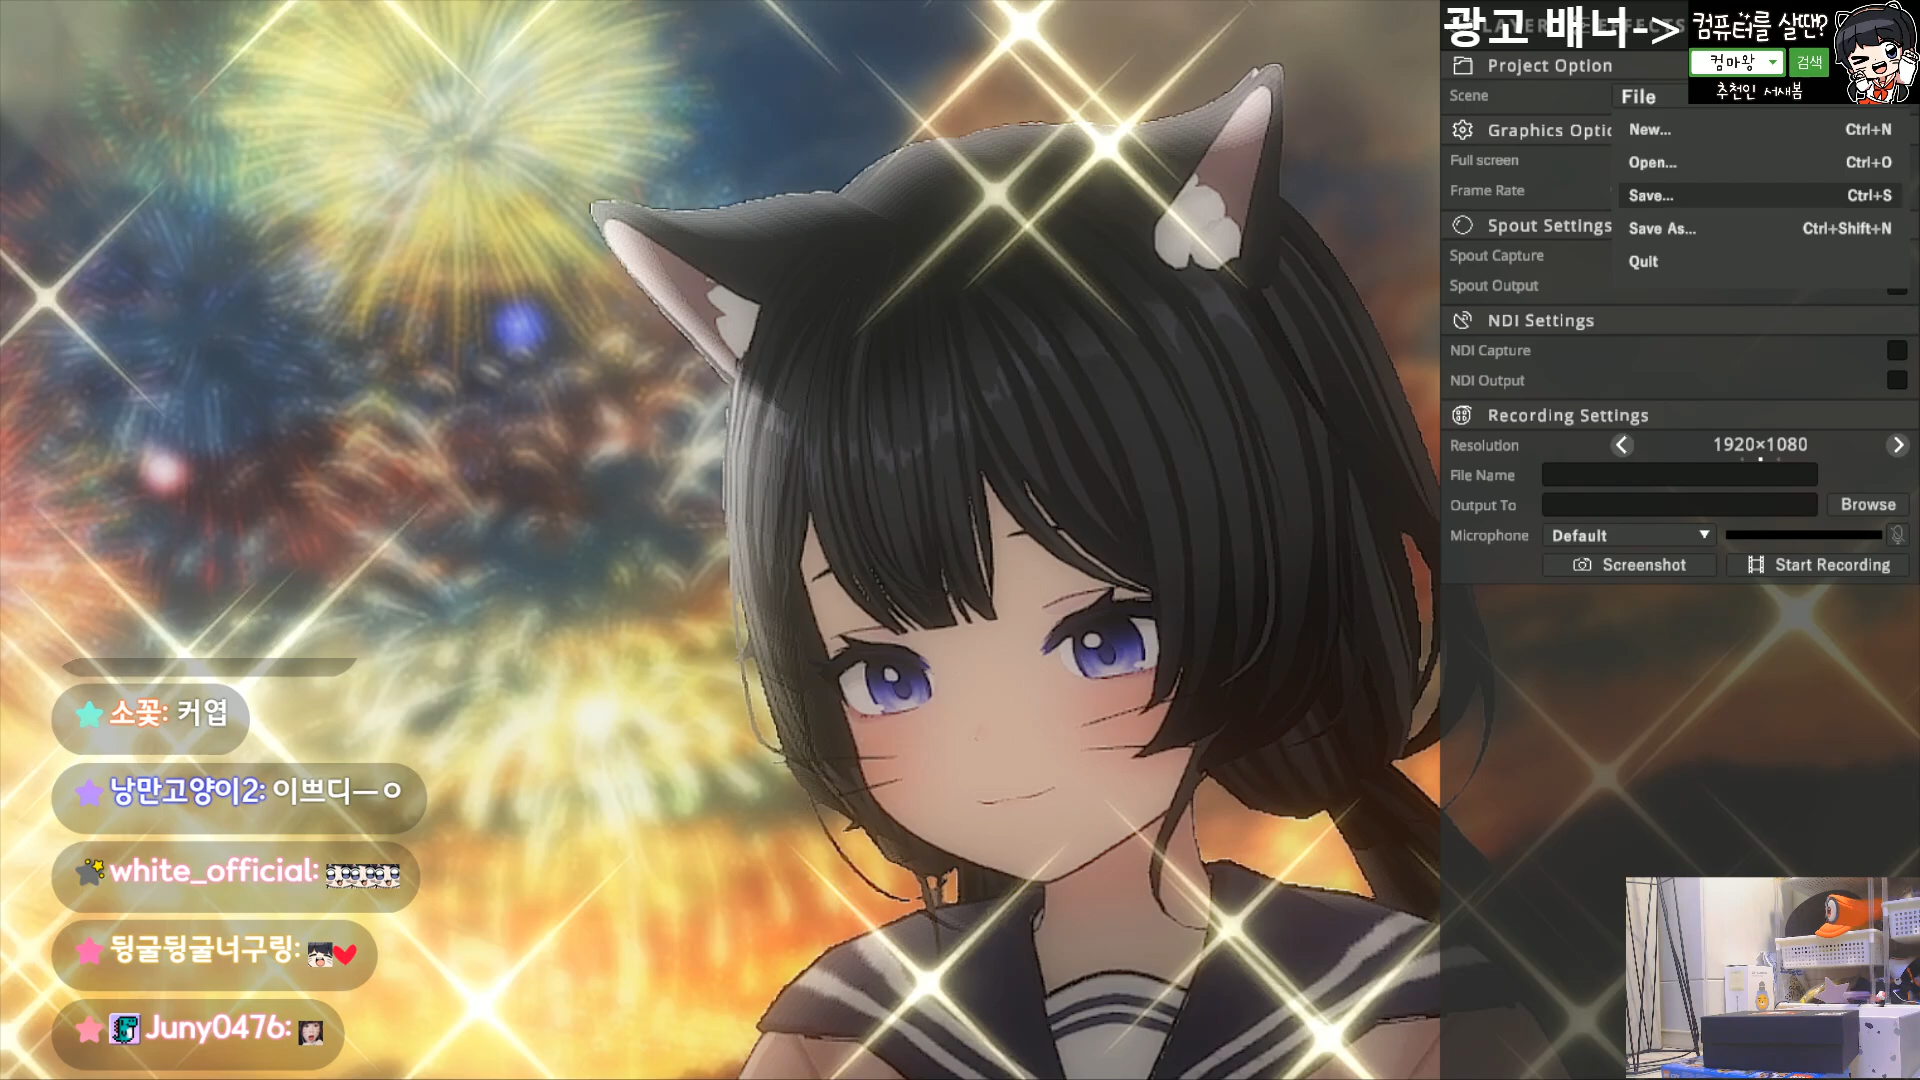 광고 배너->
컴퓨터를 살땐?
컴마왕
검색
추천인 서새봄
Project Option
Scene
File
New... Ctrl+N
Open... Ctrl+O
Save... Ctrl+S
Save As... Ctrl+Shift+N
Quit
Graphics Optio
Full screen
Frame Rate
Spout Settings
Spout Capture
Spout Output
NDI Settings
NDI Capture
NDI Output
Recording Settings
Resolution 1920×1080
File Name
Output To Browse
Microphone Default
Screenshot Start Recording
소꽃: 커엽
낭만고양이2: 이쁘디ㅡㅇ
white_official:
뒹굴뒹굴너구링:
Juny0476: